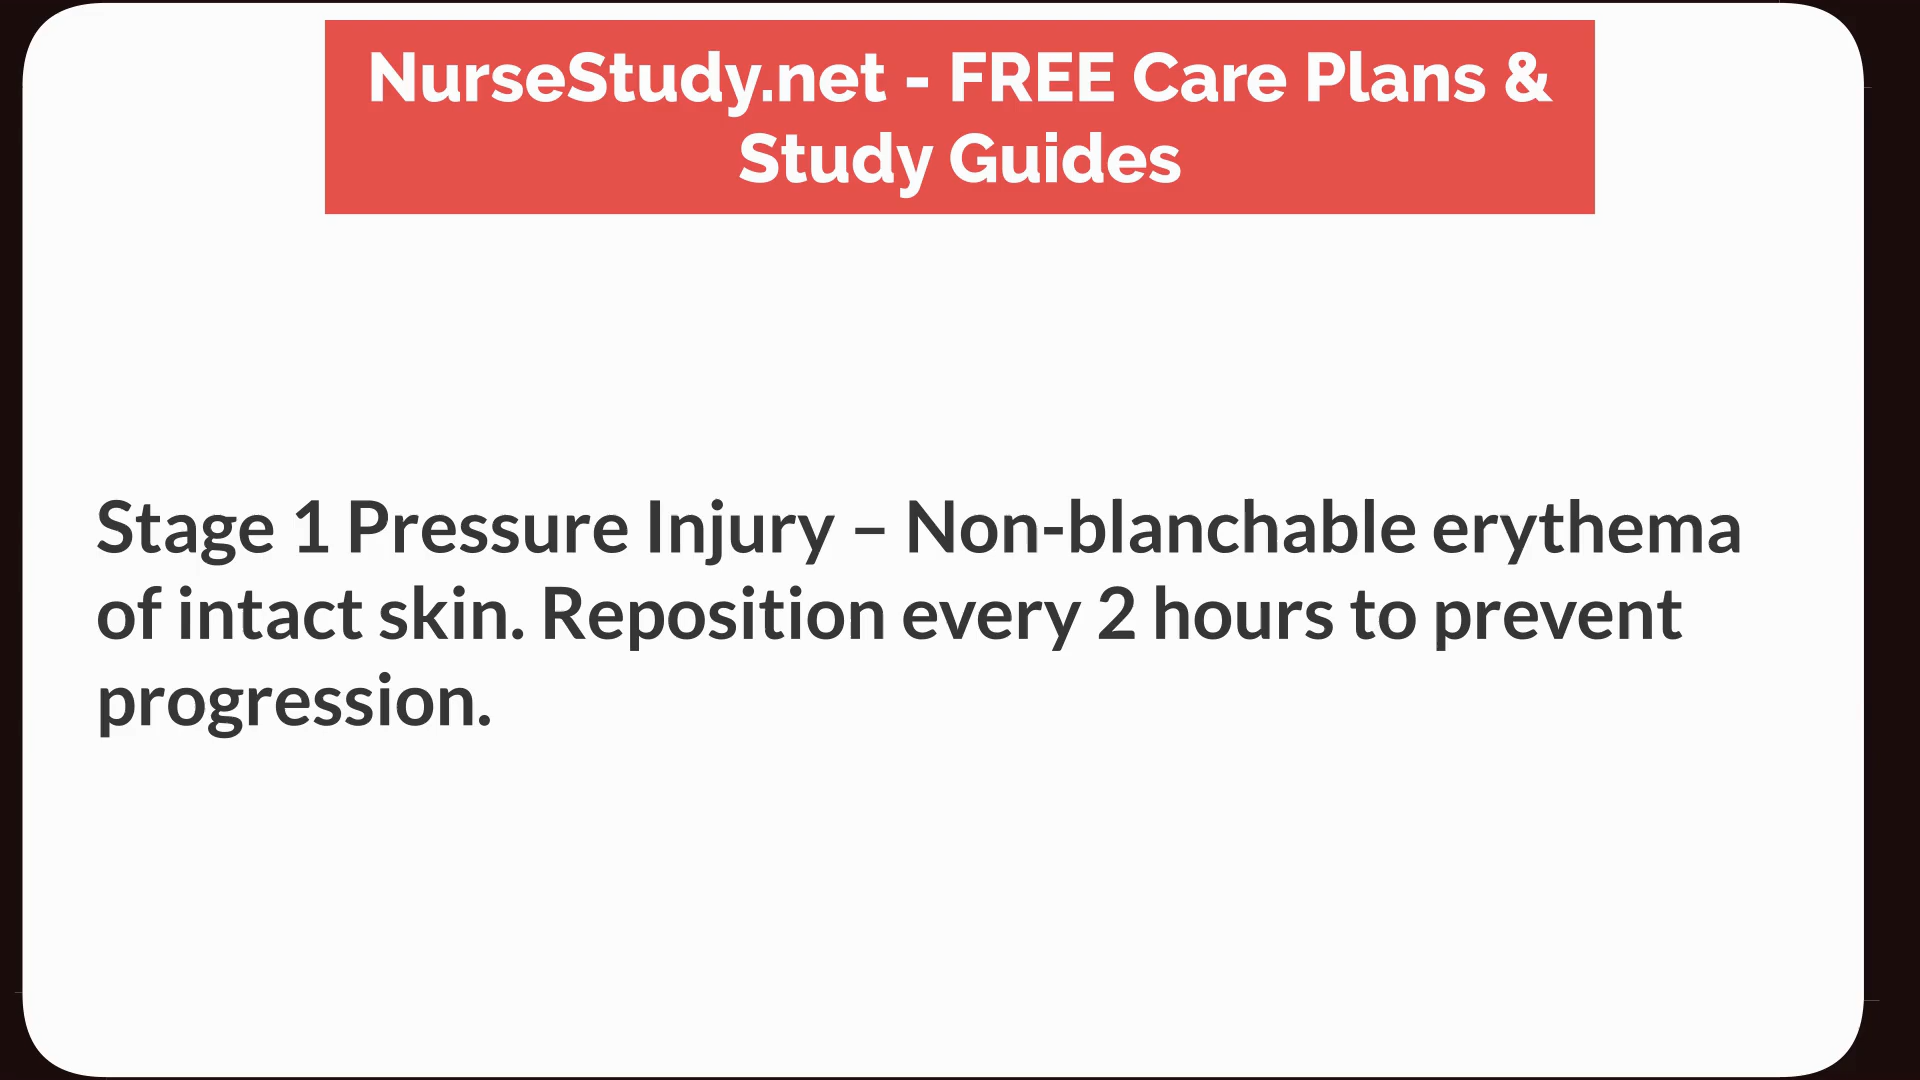 NurseStudy.net - FREE Care Plans &
Study Guides
Stage 1 Pressure Injury – Non-blanchable erythema
of intact skin. Reposition every 2 hours to prevent
progression.